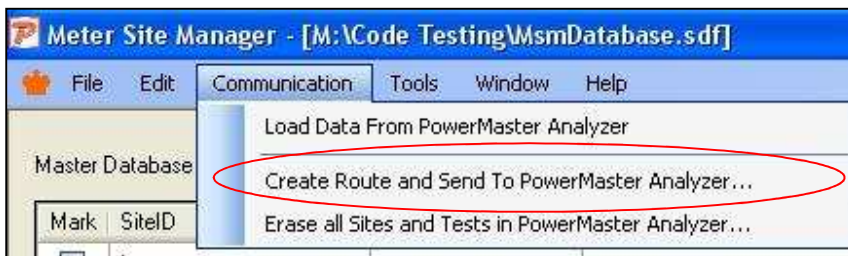 Meter Site Manager - [M:\Code Testing\MsmDatabase.sdf]
File Edit Communication Tools Window Help
Load Data From PowerMaster Analyzer
Master Database
Create Route and Send To PowerMaster Analyzer...
Mark SiteID
Erase all Sites and Tests in PowerMaster Analyzer...